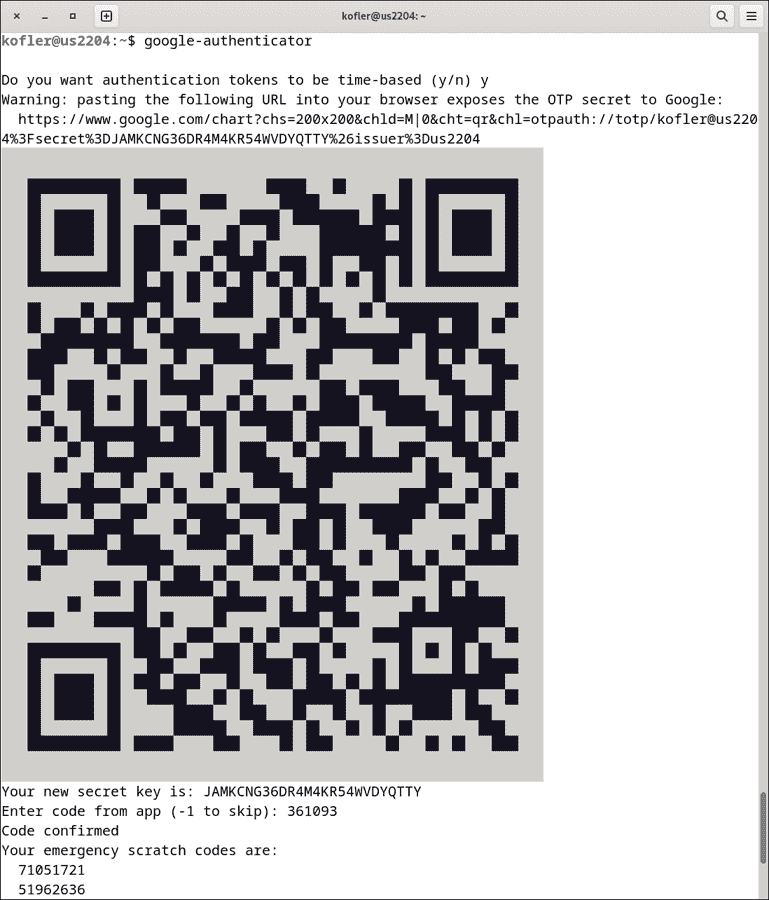 kofler@us2204: ~
kofler@us2204:~$ google-authenticator
Do you want authentication tokens to be time-based (y/n) y
Warning: pasting the following URL into your browser exposes the OTP secret to Google:
https://www.google.com/chart?chs=200x200&chld=M|0&cht=qr&chl=otpauth://totp/kofler@us220
4%3Fsecret%3DJAMKCNG36DR4M4KR54WVDYQTTY%26issuer%3Dus2204
Your new secret key is: JAMKCNG36DR4M4KR54WVDYQTTY
Enter code from app (-1 to skip): 361093
Code confirmed
Your emergency scratch codes are:
71051721
51962636